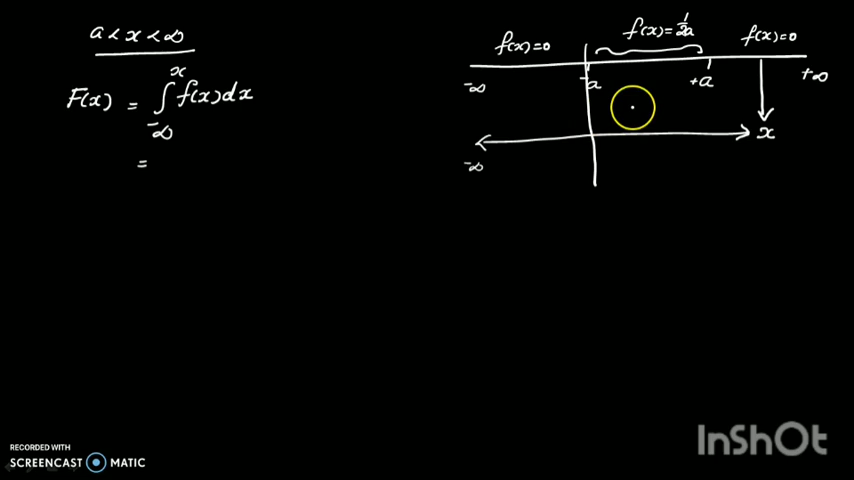 a < x < ∞
F(x) = ∫_{-∞}^{x} f(x) dx
=
f(x)=0 f(x)=1/2a f(x)=0
-∞ -a +a +∞
x
-∞
RECORDED WITH
SCREENCAST MATIC
InShOt